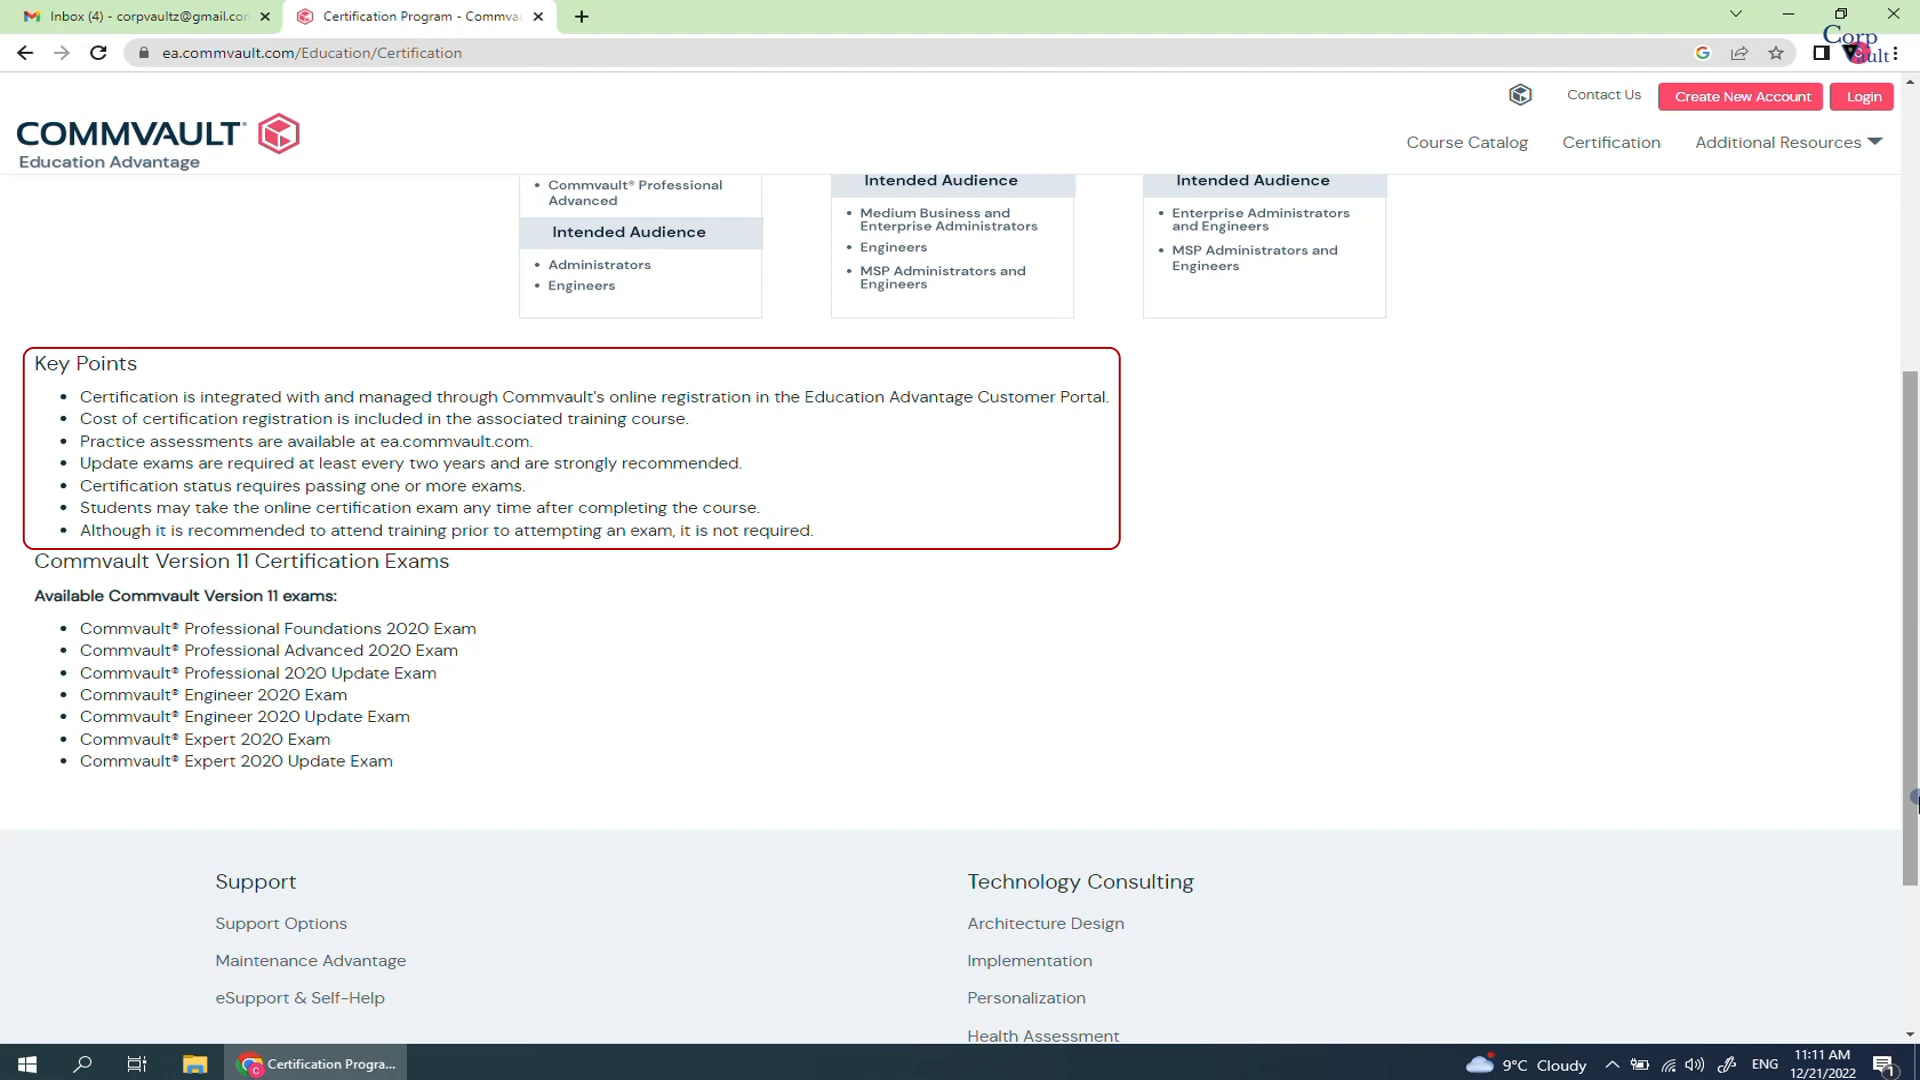 Inbox (4) - corpvaultz@gmail.com
Certification Program - Commva
ea.commvault.com/Education/Certification
Corp
Vault
Contact Us
Create New Account
Login
COMMVAULT
Education Advantage
Course Catalog
Certification
Additional Resources
• Commvault® Professional
Advanced
Intended Audience
• Administrators
• Engineers
Intended Audience
• Medium Business and
Enterprise Administrators
• Engineers
• MSP Administrators and
Engineers
Intended Audience
• Enterprise Administrators
and Engineers
• MSP Administrators and
Engineers
Key Points
• Certification is integrated with and managed through Commvault's online registration in the Education Advantage Customer Portal.
• Cost of certification registration is included in the associated training course.
• Practice assessments are available at ea.commvault.com.
• Update exams are required at least every two years and are strongly recommended.
• Certification status requires passing one or more exams.
• Students may take the online certification exam any time after completing the course.
• Although it is recommended to attend training prior to attempting an exam, it is not required.
Commvault Version 11 Certification Exams
Available Commvault Version 11 exams:
• Commvault® Professional Foundations 2020 Exam
• Commvault® Professional Advanced 2020 Exam
• Commvault® Professional 2020 Update Exam
• Commvault® Engineer 2020 Exam
• Commvault® Engineer 2020 Update Exam
• Commvault® Expert 2020 Exam
• Commvault® Expert 2020 Update Exam
Support
Support Options
Maintenance Advantage
eSupport & Self-Help
Technology Consulting
Architecture Design
Implementation
Personalization
Health Assessment
Certification Progra...
9°C Cloudy
ENG
11:11 AM
12/21/2022
1